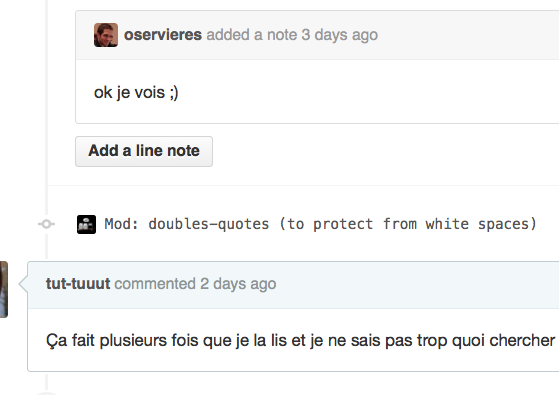 oservieres added a note 3 days ago
ok je vois ;)
Add a line note
Mod: doubles-quotes (to protect from white spaces)
tut-tuuut commented 2 days ago
Ça fait plusieurs fois que je la lis et je ne sais pas trop quoi chercher